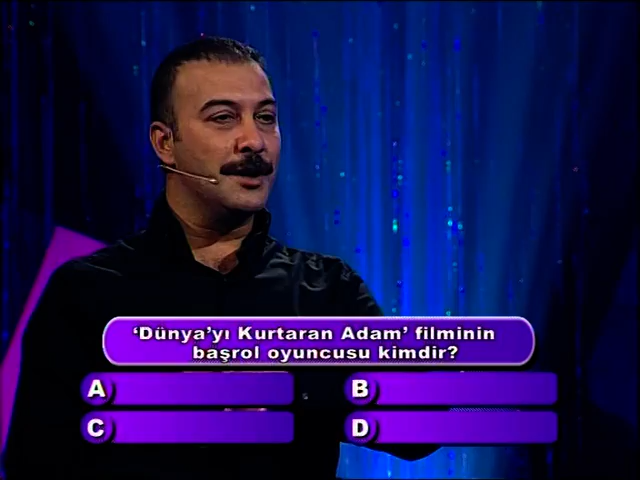 ‘Dünya’yı Kurtaran Adam’ filminin
başrol oyuncusu kimdir?
A
B
C
D